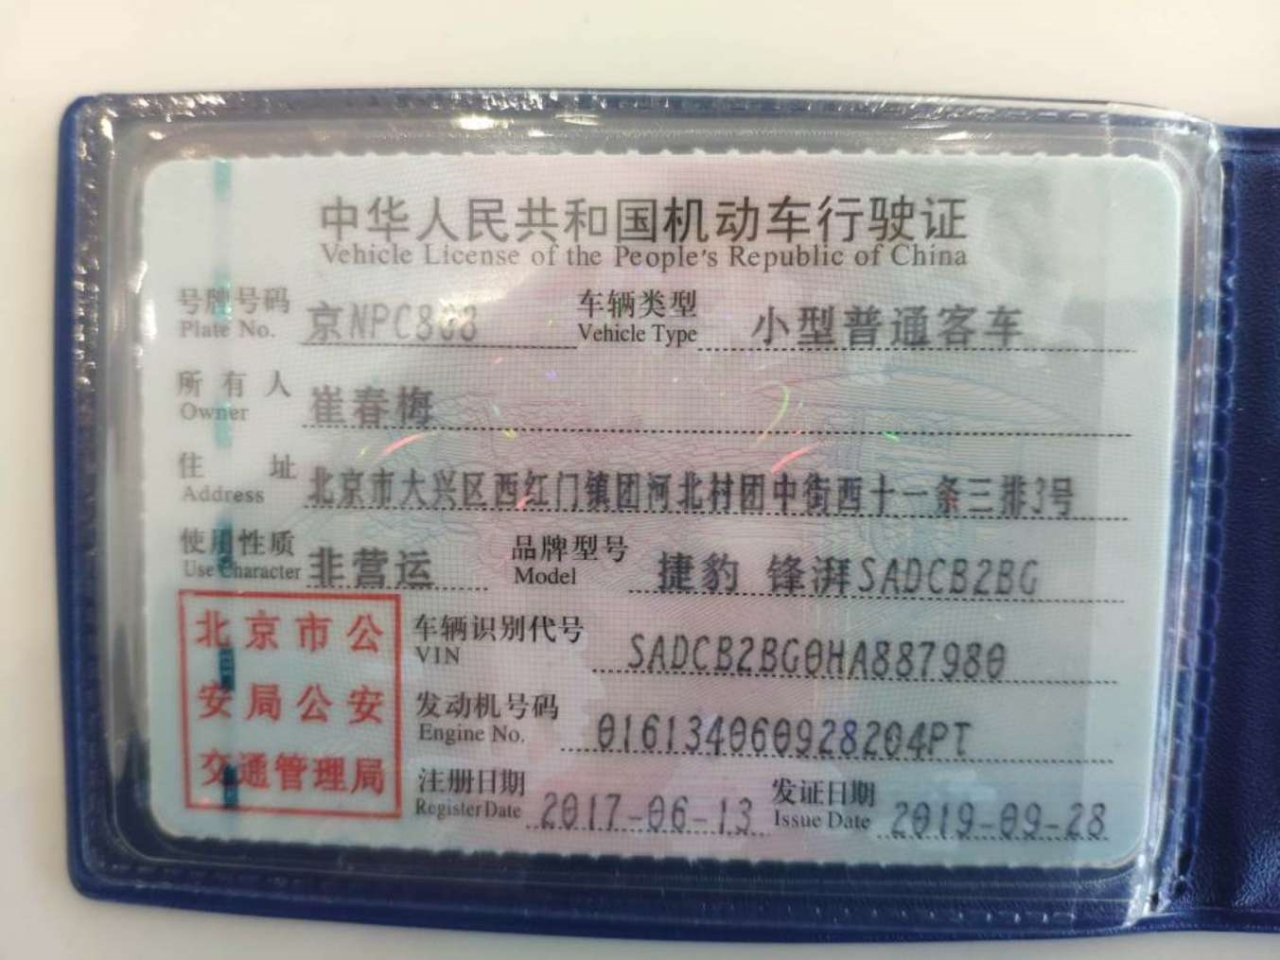 中华人民共和国机动车行驶证
Vehicle License of the People's Republic of China
号牌号码 京NPC808 车辆类型 小型普通客车
Plate No. Vehicle Type
所有人 崔春梅
Owner
住址 北京市大兴区西红门镇团河北村团中街西十一条三排3号
Address
使用性质 非营运 品牌型号 捷豹 锋湃SADCB2BG
Use Character Model
北京市公
安局公安
交通管理局
车辆识别代号 SADCB2BG0HA887980
VIN
发动机号码 016134060928204PT
Engine No.
注册日期 2017-06-13 发证日期 2019-09-28
Register Date Issue Date